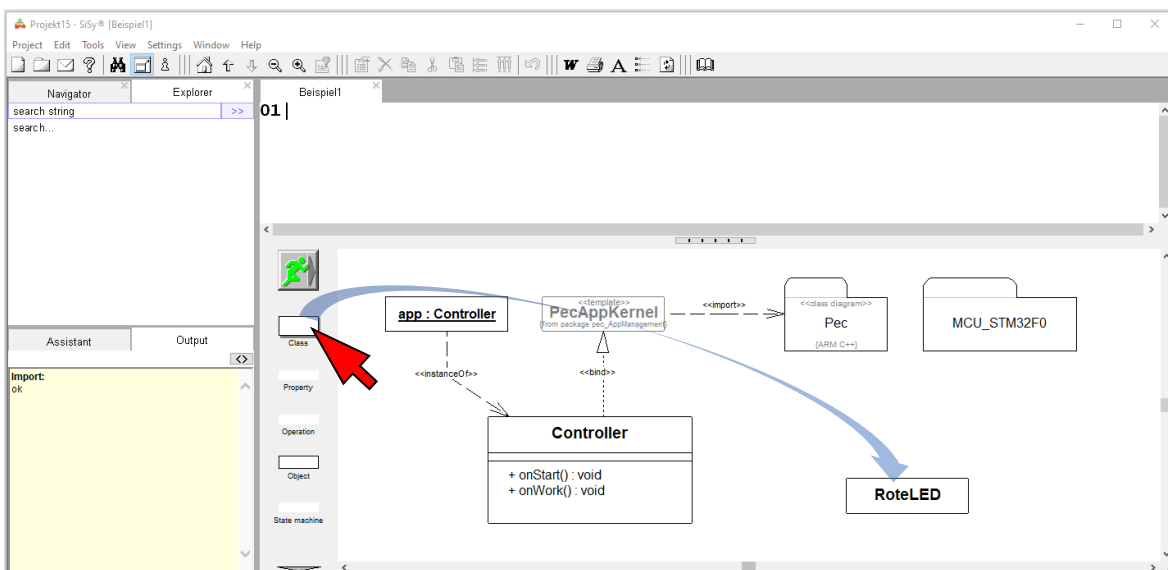 Projekt15 - SiSy® [Beispiel1]
Project Edit Tools View Settings Window Help
Navigator Explorer
search string >>
search...
Assistant Output
<>
Import:
ok
Beispiel1
01
Class
Property
Operation
Object
State machine
app : Controller
<<template>>
PecAppKernel
{from package pec_AppManagement}
<<import>>
<<class diagram>>
Pec
{ARM C++}
MCU_STM32F0
<<instanceOf>>
<<bind>>
Controller
+ onStart() : void
+ onWork() : void
RoteLED